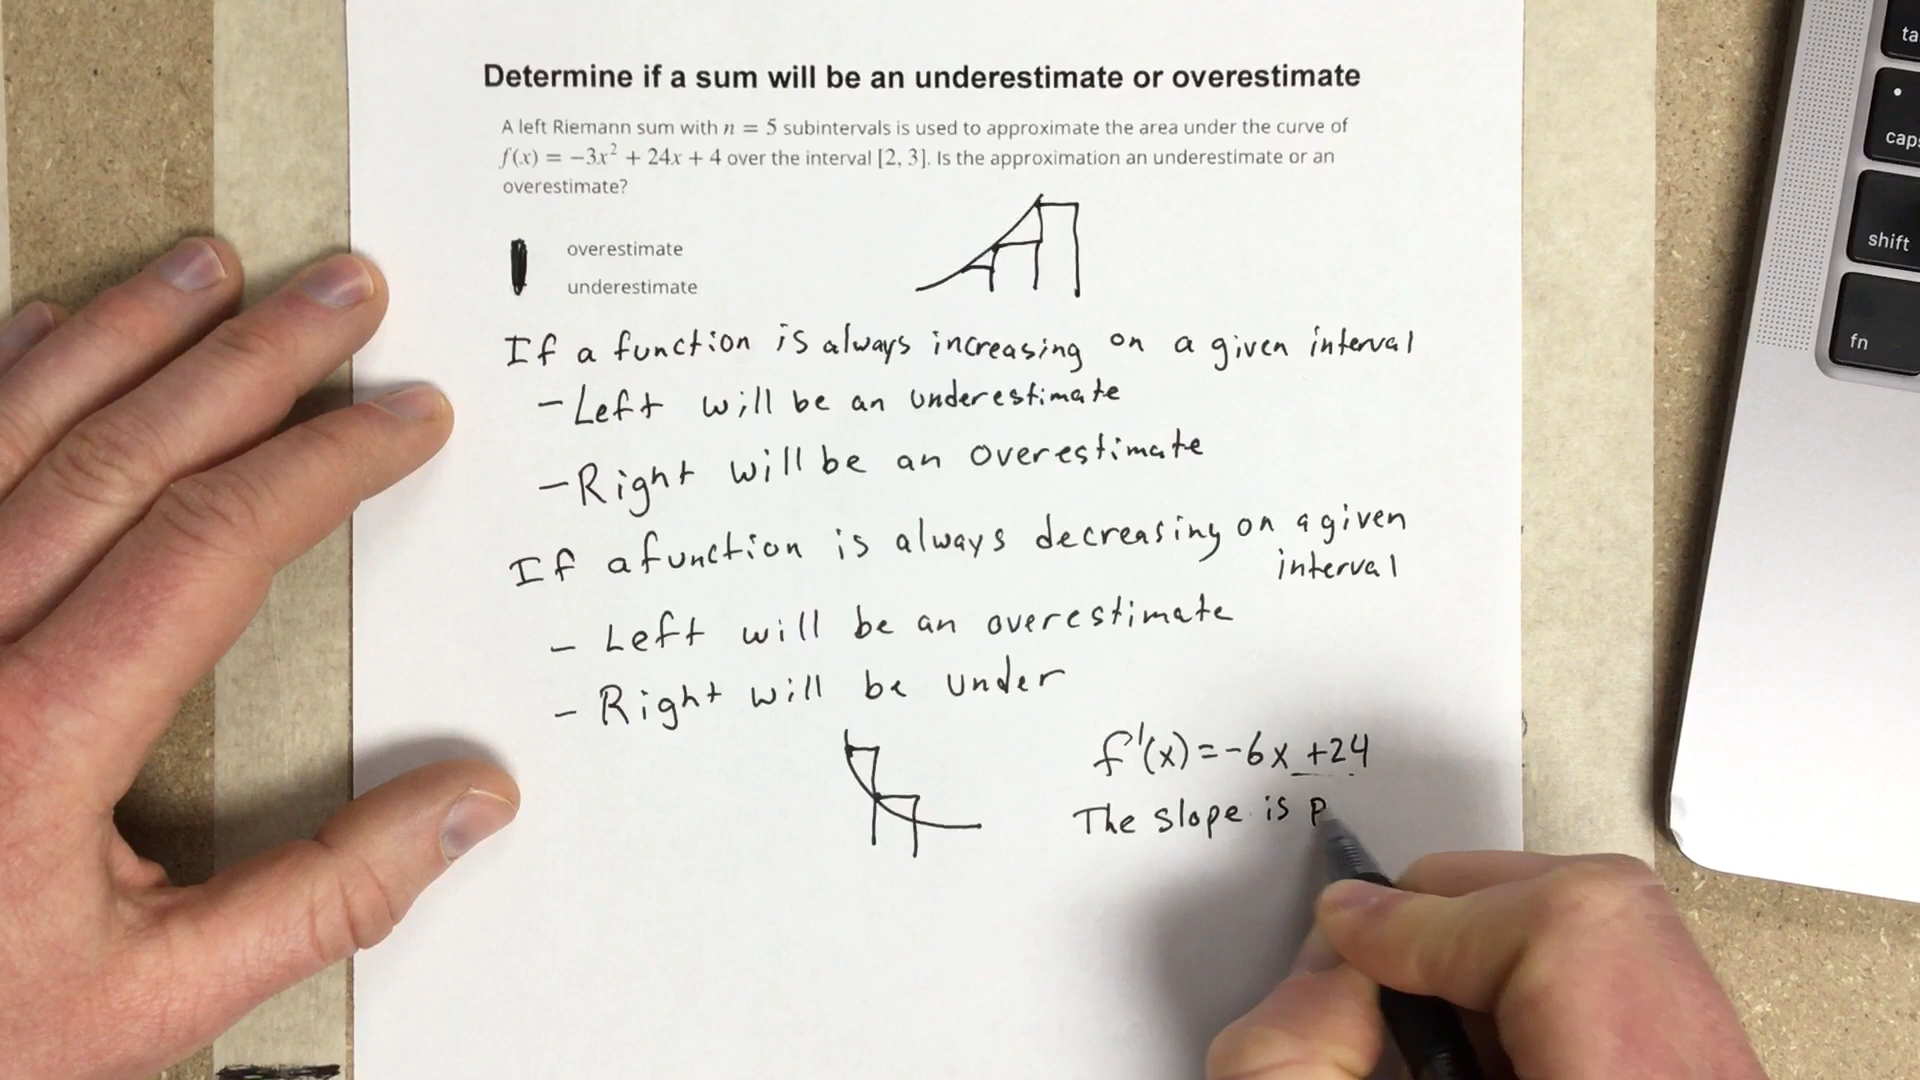 Determine if a sum will be an underestimate or overestimate
A left Riemann sum with n = 5 subintervals is used to approximate the area under the curve of
f(x) = −3x² + 24x + 4 over the interval [2, 3]. Is the approximation an underestimate or an
overestimate?
overestimate
underestimate
If a function is always increasing on a given interval
- Left will be an underestimate
- Right will be an overestimate
If a function is always decreasing on a given
interval
- Left will be an overestimate
- Right will be under
f'(x) = -6x +24
The slope is P
ta
caps
shift
fn